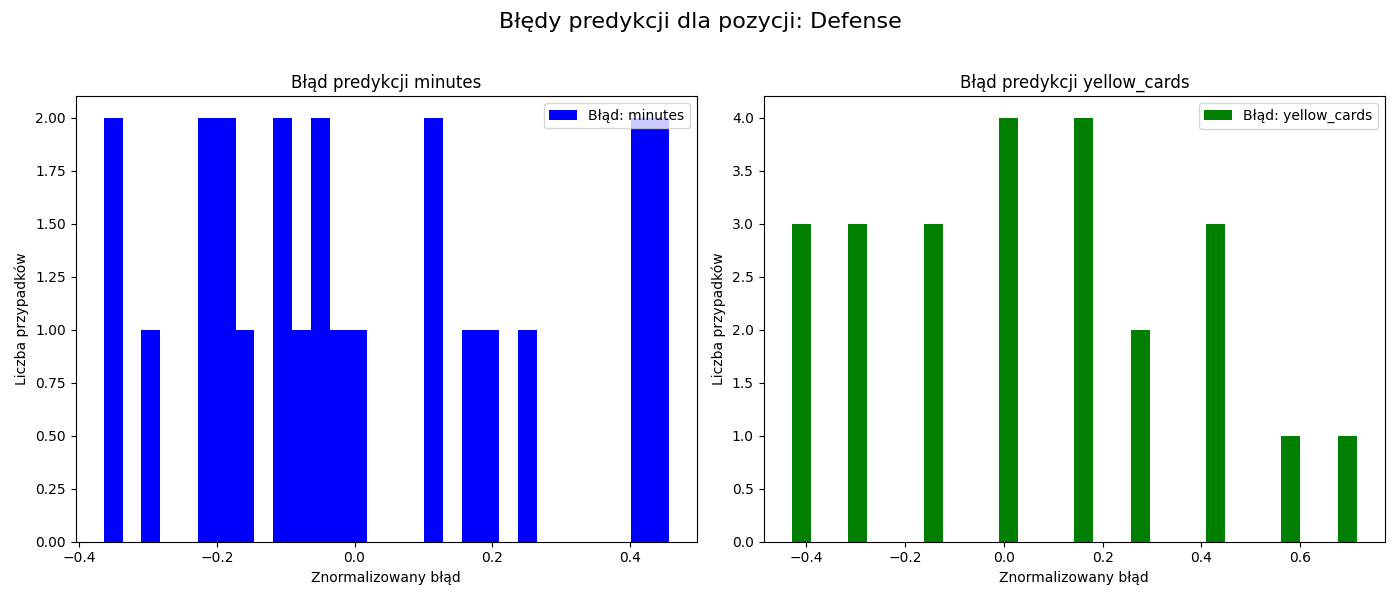 Błędy predykcji dla pozycji: Defense
Błąd predykcji minutes
Błąd: minutes
2.00
1.75
1.50
1.25
1.00
0.75
0.50
0.25
0.00
Liczba przypadków
−0.4 −0.2 0.0 0.2 0.4
Znormalizowany błąd
Błąd predykcji yellow_cards
Błąd: yellow_cards
4.0
3.5
3.0
2.5
2.0
1.5
1.0
0.5
0.0
Liczba przypadków
−0.4 −0.2 0.0 0.2 0.4 0.6
Znormalizowany błąd